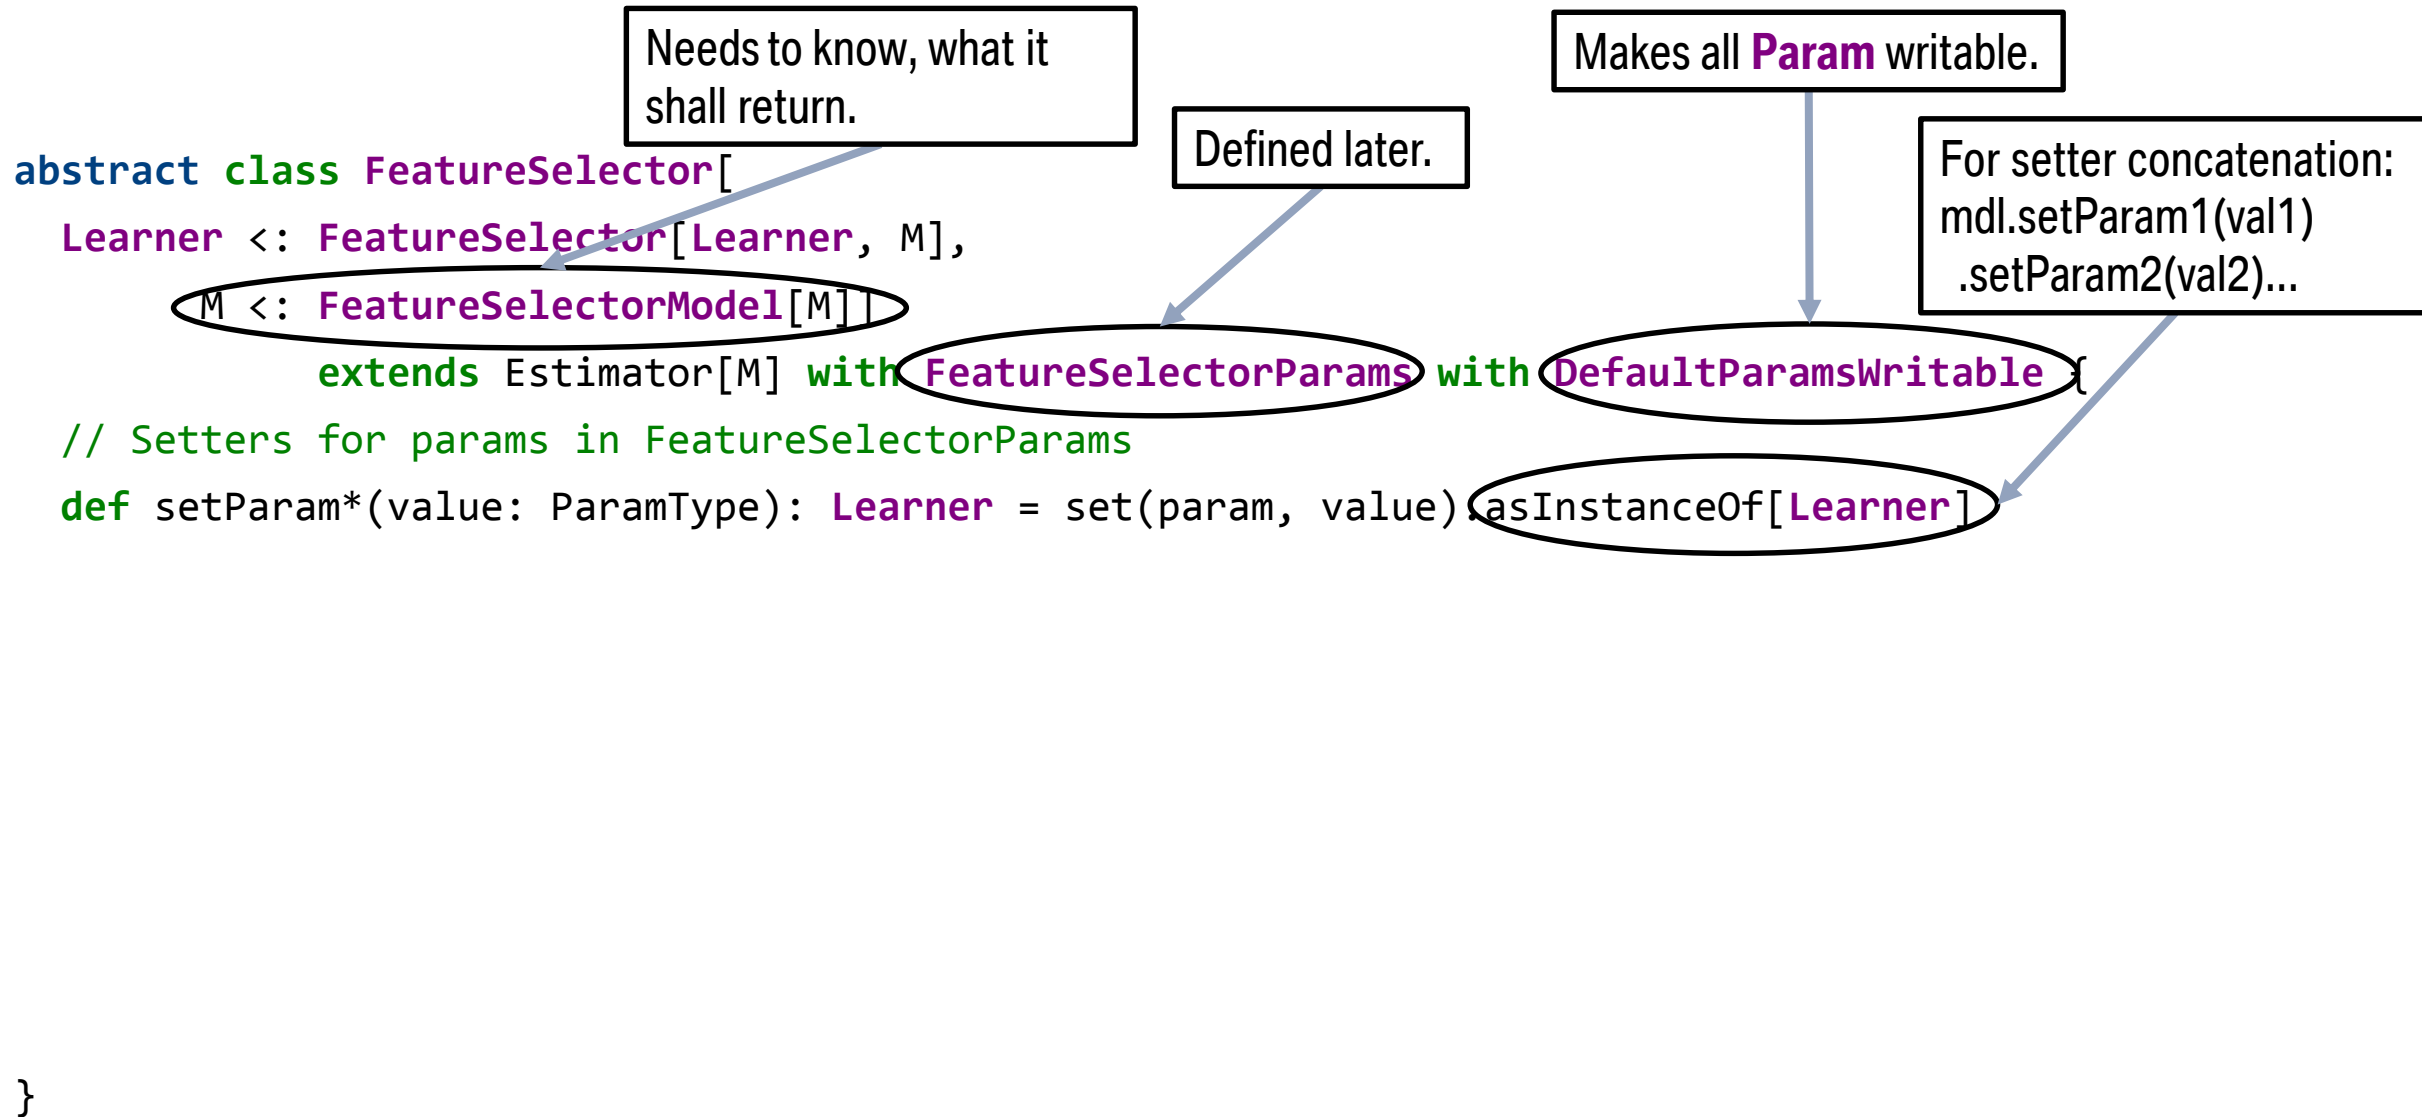 Needs to know, what it
shall return.
Makes all Param writable.
Defined later.
For setter concatenation:
mdl.setParam1(val1)
.setParam2(val2)...
abstract class FeatureSelector[
Learner <: FeatureSelector[Learner, M],
M <: FeatureSelectorModel[M]]
extends Estimator[M] with FeatureSelectorParams with DefaultParamsWritable {
// Setters for params in FeatureSelectorParams
def setParam*(value: ParamType): Learner = set(param, value).asInstanceOf[Learner]
}